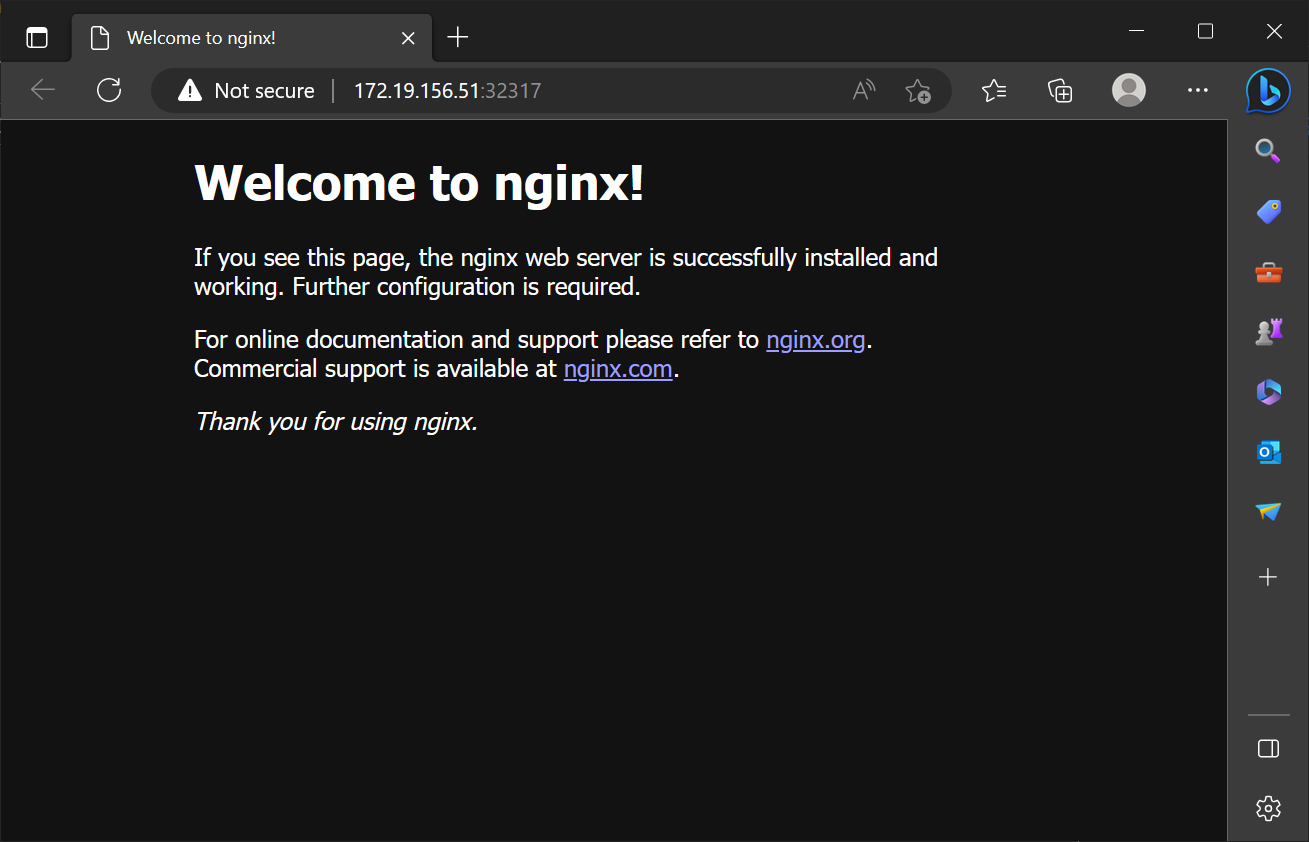 Welcome to nginx!
Not secure | 172.19.156.51:32317
Welcome to nginx!
If you see this page, the nginx web server is successfully installed and
working. Further configuration is required.
For online documentation and support please refer to nginx.org.
Commercial support is available at nginx.com.
Thank you for using nginx.